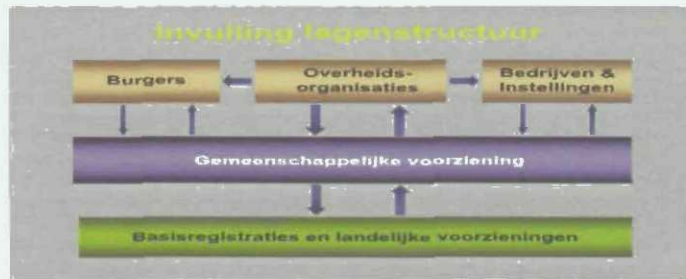 Invulling lagenstructuur
Burgers
Overheids-
organisaties
Bedrijven &
Instellingen
Gemeenschappelijke voorziening
Basisregistraties en landelijke voorzieningen